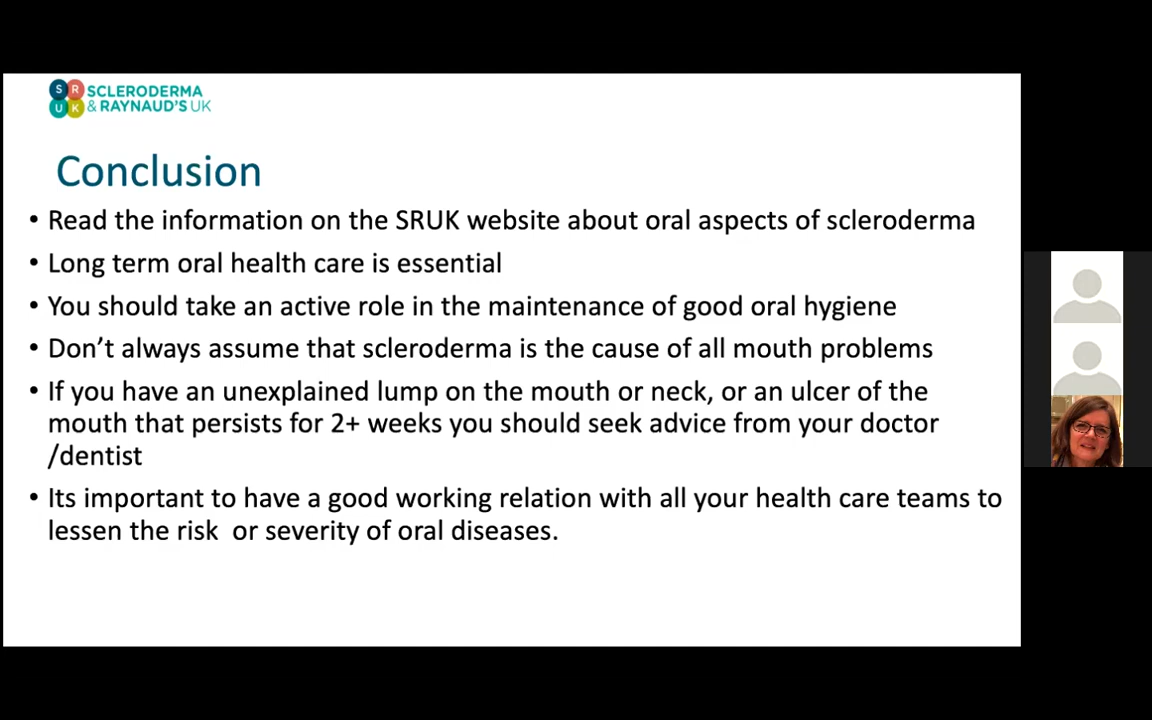 S R SCLERODERMA
U K & RAYNAUD'S UK
Conclusion
• Read the information on the SRUK website about oral aspects of scleroderma
• Long term oral health care is essential
• You should take an active role in the maintenance of good oral hygiene
• Don’t always assume that scleroderma is the cause of all mouth problems
• If you have an unexplained lump on the mouth or neck, or an ulcer of the
mouth that persists for 2+ weeks you should seek advice from your doctor
/dentist
• Its important to have a good working relation with all your health care teams to
lessen the risk  or severity of oral diseases.